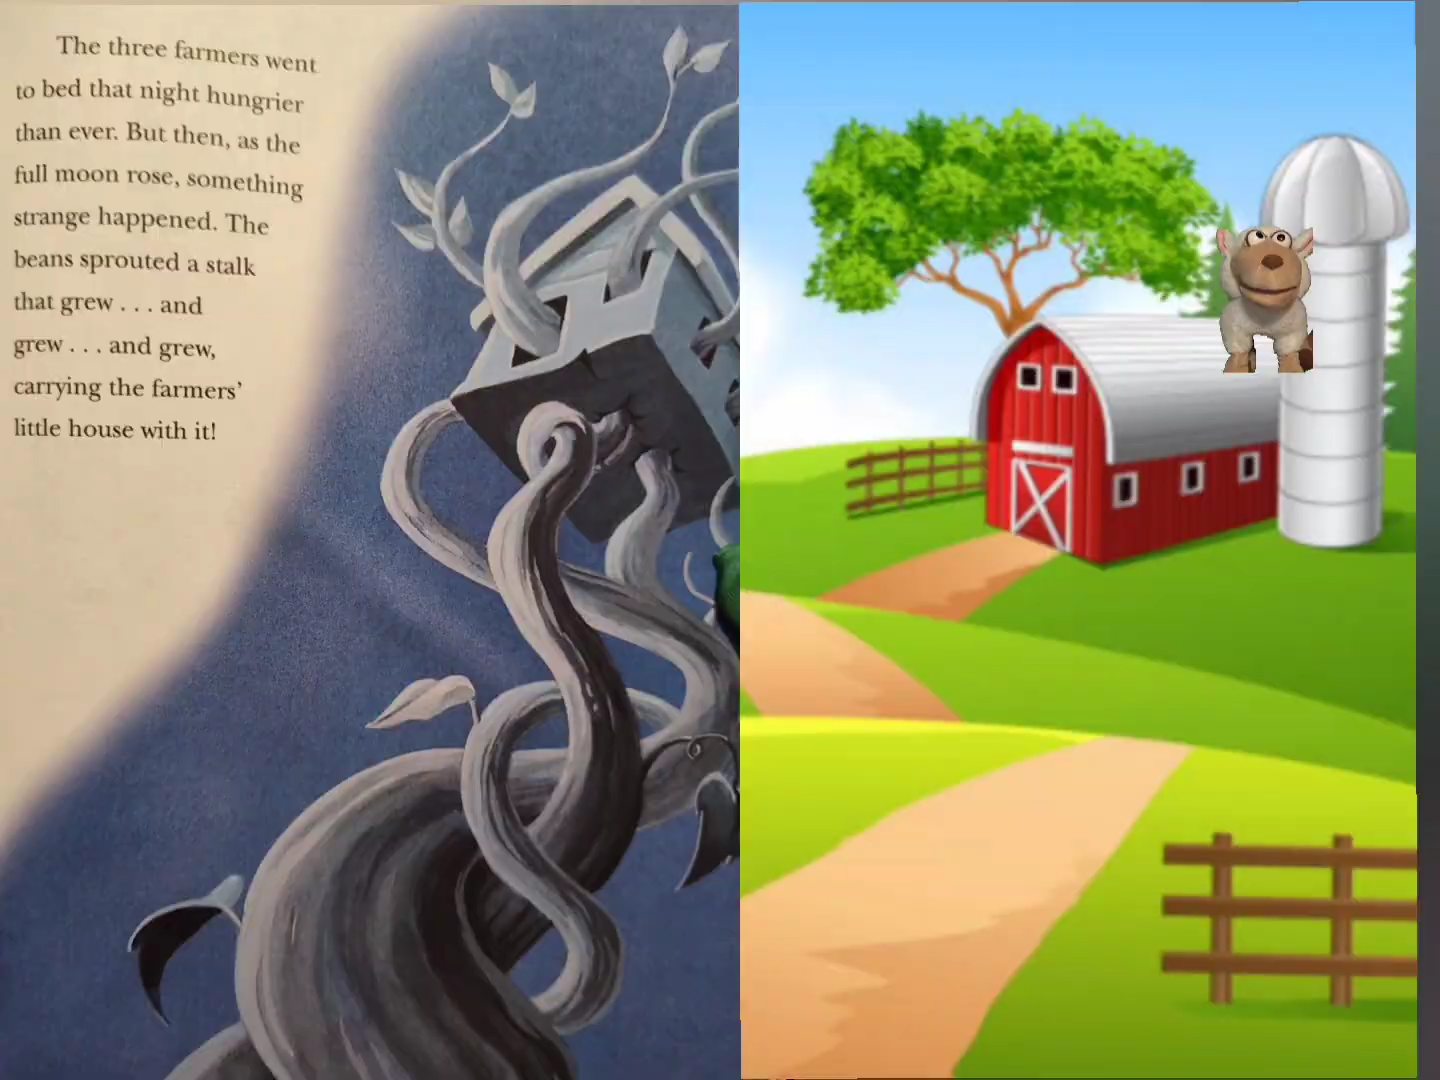 The three farmers went
to bed that night hungrier
than ever. But then, as the
full moon rose, something
strange happened. The
beans sprouted a stalk
that grew . . . and
grew . . . and grew,
carrying the farmers’
little house with it!